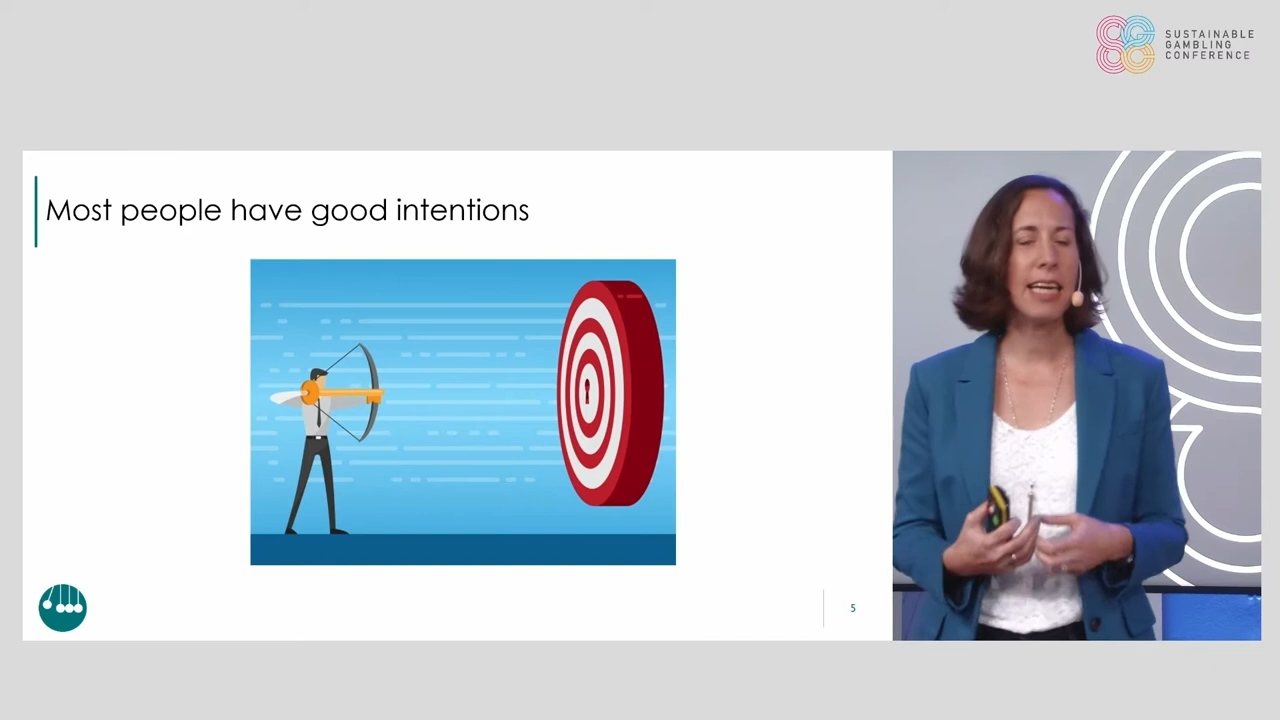 SUSTAINABLE
GAMBLING
CONFERENCE
Most people have good intentions
5